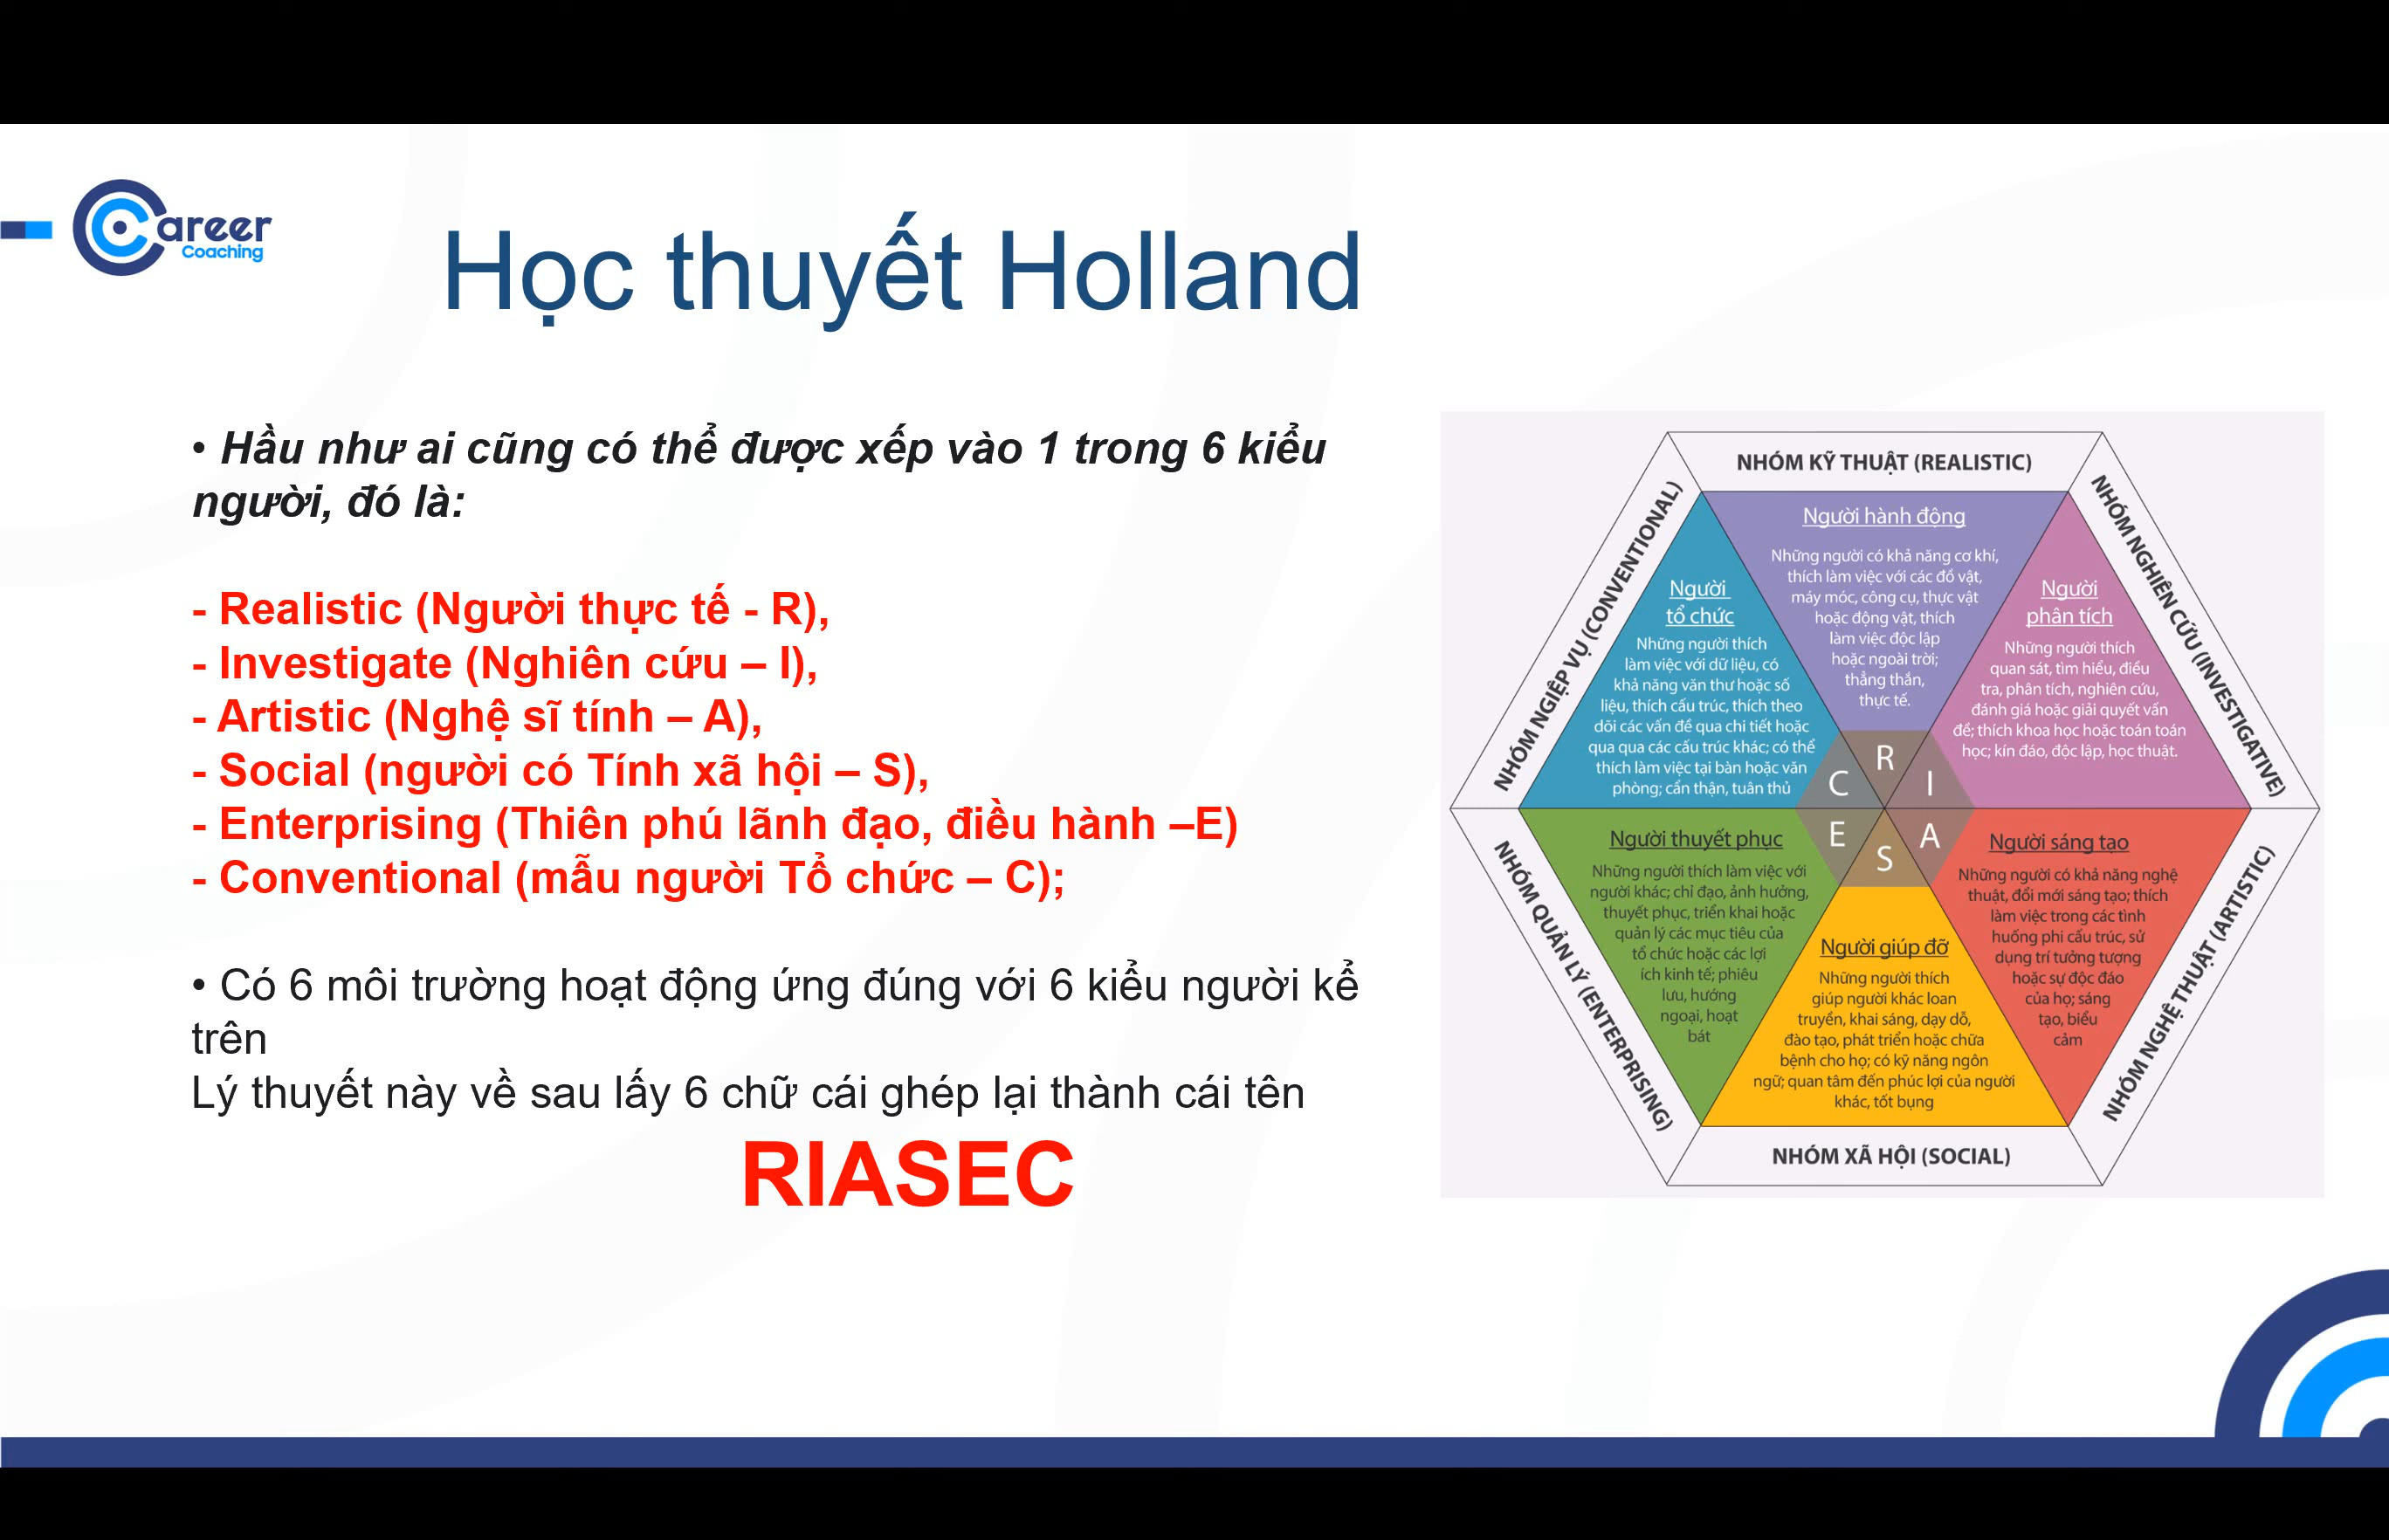 Career
Coaching
Học thuyết Holland
• Hầu như ai cũng có thể được xếp vào 1 trong 6 kiểu
người, đó là:
- Realistic (Người thực tế - R),
- Investigate (Nghiên cứu – I),
- Artistic (Nghệ sĩ tính – A),
- Social (người có Tính xã hội – S),
- Enterprising (Thiên phú lãnh đạo, điều hành –E)
- Conventional (mẫu người Tổ chức – C);
• Có 6 môi trường hoạt động ứng đúng với 6 kiểu người kể
trên
Lý thuyết này về sau lấy 6 chữ cái ghép lại thành cái tên
RIASEC
NHÓM KỸ THUẬT (REALISTIC)
Người hành động
Những người có khả năng cơ khí,
thích làm việc với các đồ vật,
máy móc, công cụ, thực vật
hoặc động vật, thích
làm việc độc lập
hoặc ngoài trời;
thẳng thắn,
thực tế.
NHÓM NGHIÊN CỨU (INVESTIGATIVE)
Người
phân tích
Những người thích
quan sát, tìm hiểu, điều
tra, phân tích, nghiên cứu,
đánh giá hoặc giải quyết vấn
đề; thích khoa học hoặc toán toán
học; kín đáo, độc lập, học thuật.
NHÓM NGHỆ THUẬT (ARTISTIC)
Người sáng tạo
Những người có khả năng nghệ
thuật, đổi mới sáng tạo; thích
làm việc trong các tình
huống phi cấu trúc, sử
dụng trí tưởng tượng
hoặc sự độc đáo
của họ; sáng
tạo, biểu
cảm
NHÓM XÃ HỘI (SOCIAL)
Người giúp đỡ
Những người thích
giúp người khác loan
truyền, khai sáng, dạy dỗ,
đào tạo, phát triển hoặc chữa
bệnh cho họ; có kỹ năng ngôn
ngữ; quan tâm đến phúc lợi của người
khác, tốt bụng
NHÓM QUẢN LÝ (ENTERPRISING)
Người thuyết phục
Những người thích làm việc với
người khác; chỉ đạo, ảnh hưởng,
thuyết phục, triển khai hoặc
quản lý các mục tiêu của
tổ chức hoặc các lợi
ích kinh tế; phiêu
lưu, hướng
ngoại, hoạt
bát
NHÓM NGIỆP VỤ (CONVENTIONAL)
Người
tổ chức
Những người thích
làm việc với dữ liệu, có
khả năng văn thư hoặc số
liệu, thích cấu trúc, thích theo
dõi các vấn đề qua chi tiết hoặc
qua qua các cấu trúc khác; có thể
thích làm việc tại bàn hoặc văn
phòng; cẩn thận, tuân thủ
R
I
A
S
E
C